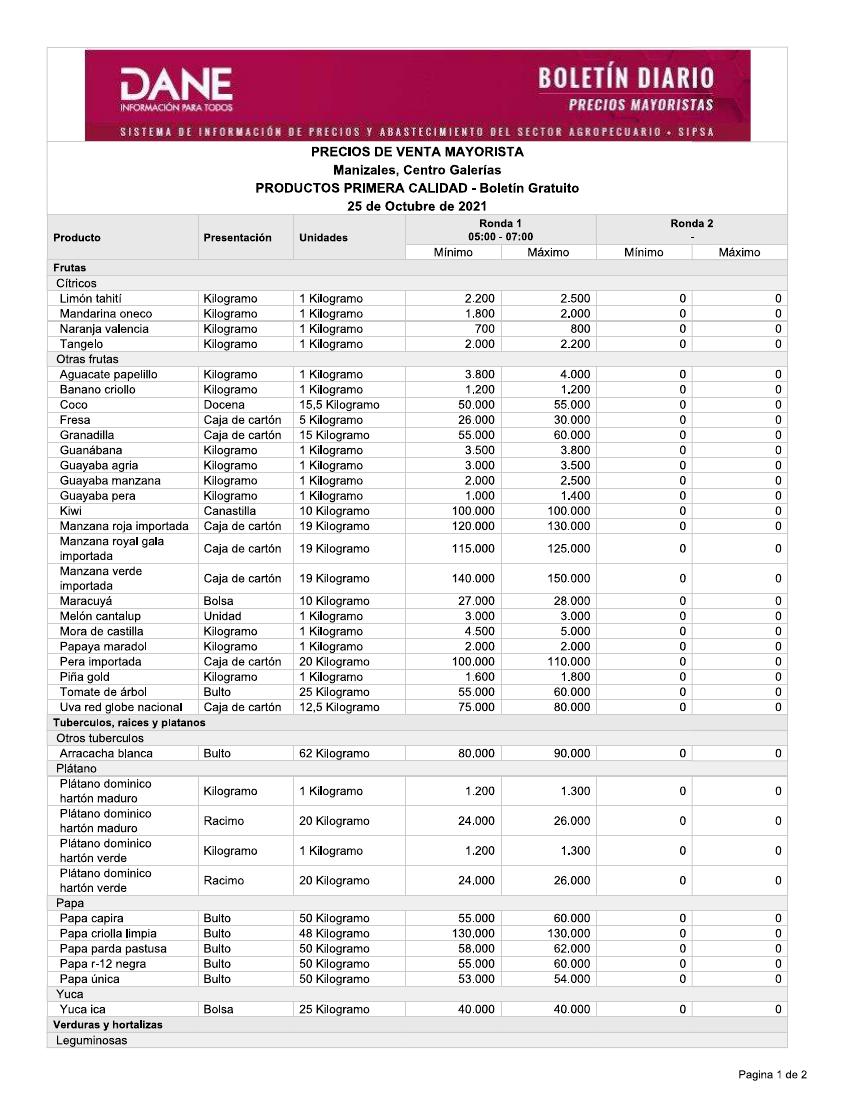 DANE
INFORMACIÓN PARA TODOS
BOLETÍN DIARIO
PRECIOS MAYORISTAS
SISTEMA DE INFORMACIÓN DE PRECIOS Y ABASTECIMIENTO DEL SECTOR AGROPECUARIO • SIPSA
PRECIOS DE VENTA MAYORISTA
Manizales, Centro Galerías
PRODUCTOS PRIMERA CALIDAD - Boletín Gratuito
25 de Octubre de 2021
Producto Presentación Unidades Ronda 1 Ronda 2
05:00 - 07:00 -
Mínimo Máximo Mínimo Máximo
Frutas
Cítricos
Limón tahití Kilogramo 1 Kilogramo 2.200 2.500 0 0
Mandarina oneco Kilogramo 1 Kilogramo 1.800 2.000 0 0
Naranja valencia Kilogramo 1 Kilogramo 700 800 0 0
Tangelo Kilogramo 1 Kilogramo 2.000 2.200 0 0
Otras frutas
Aguacate papelillo Kilogramo 1 Kilogramo 3.800 4.000 0 0
Banano criollo Kilogramo 1 Kilogramo 1.200 1.200 0 0
Coco Docena 15,5 Kilogramo 50.000 55.000 0 0
Fresa Caja de cartón 5 Kilogramo 26.000 30.000 0 0
Granadilla Caja de cartón 15 Kilogramo 55.000 60.000 0 0
Guanábana Kilogramo 1 Kilogramo 3.500 3.800 0 0
Guayaba agria Kilogramo 1 Kilogramo 3.000 3.500 0 0
Guayaba manzana Kilogramo 1 Kilogramo 2.000 2.500 0 0
Guayaba pera Kilogramo 1 Kilogramo 1.000 1.400 0 0
Kiwi Canastilla 10 Kilogramo 100.000 100.000 0 0
Manzana roja importada Caja de cartón 19 Kilogramo 120.000 130.000 0 0
Manzana royal gala
importada Caja de cartón 19 Kilogramo 115.000 125.000 0 0
Manzana verde
importada Caja de cartón 19 Kilogramo 140.000 150.000 0 0
Maracuyá Bolsa 10 Kilogramo 27.000 28.000 0 0
Melón cantalup Unidad 1 Kilogramo 3.000 3.000 0 0
Mora de castilla Kilogramo 1 Kilogramo 4.500 5.000 0 0
Papaya maradol Kilogramo 1 Kilogramo 2.000 2.000 0 0
Pera importada Caja de cartón 20 Kilogramo 100.000 110.000 0 0
Piña gold Kilogramo 1 Kilogramo 1.600 1.800 0 0
Tomate de árbol Bulto 25 Kilogramo 55.000 60.000 0 0
Uva red globe nacional Caja de cartón 12,5 Kilogramo 75.000 80.000 0 0
Tuberculos, raices y platanos
Otros tuberculos
Arracacha blanca Bulto 62 Kilogramo 80.000 90.000 0 0
Plátano
Plátano dominico
hartón maduro Kilogramo 1 Kilogramo 1.200 1.300 0 0
Plátano dominico
hartón maduro Racimo 20 Kilogramo 24.000 26.000 0 0
Plátano dominico
hartón verde Kilogramo 1 Kilogramo 1.200 1.300 0 0
Plátano dominico
hartón verde Racimo 20 Kilogramo 24.000 26.000 0 0
Papa
Papa capira Bulto 50 Kilogramo 55.000 60.000 0 0
Papa criolla limpia Bulto 48 Kilogramo 130.000 130.000 0 0
Papa parda pastusa Bulto 50 Kilogramo 58.000 62.000 0 0
Papa r-12 negra Bulto 50 Kilogramo 55.000 60.000 0 0
Papa única Bulto 50 Kilogramo 53.000 54.000 0 0
Yuca
Yuca ica Bolsa 25 Kilogramo 40.000 40.000 0 0
Verduras y hortalizas
Leguminosas
Pagina 1 de 2